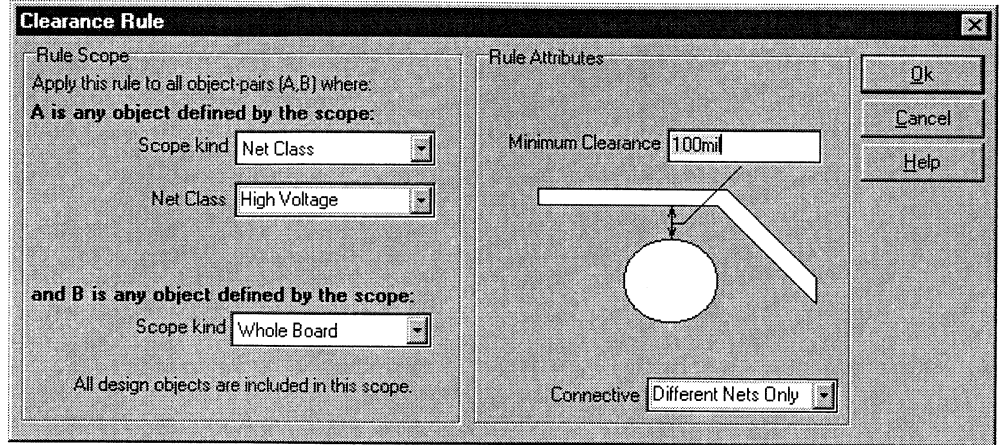 Clearance Rule
Rule Scope
Apply this rule to all object-pairs (A,B) where:
A is any object defined by the scope:
Scope kind Net Class
Net Class High Voltage
and B is any object defined by the scope:
Scope kind Whole Board
All design objects are included in this scope.
Rule Attributes
Minimum Clearance 100mil
Connective Different Nets Only
Ok
Cancel
Help